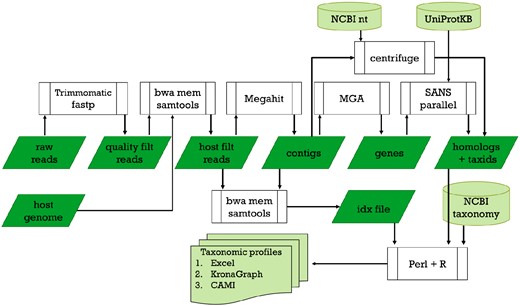 NCBI nt
UniProtKB
centrifuge
Trimmomatic
fastp
bwa mem
samtools
Megahit
MGA
SANS
parallel
raw
reads
quality filt
reads
host filt
reads
contigs
genes
homologs
+ taxids
host
genome
bwa mem
samtools
idx file
NCBI
taxonomy
Taxonomic profiles
1. Excel
2. KronaGraph
3. CAMI
Perl + R